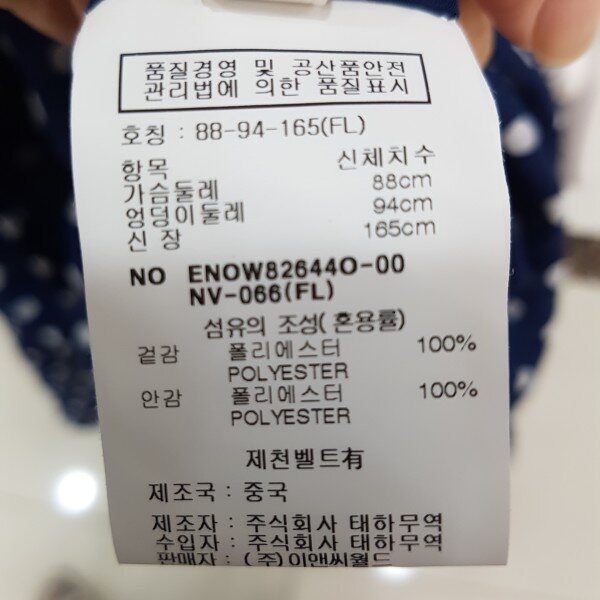 품질경영 및 공산품안전
관리법에 의한 품질표시
호칭 : 88-94-165(FL)
항목 신체치수
가슴둘레 88cm
엉덩이둘레 94cm
신 장 165cm
NO ENOW82644O-00
NV-066(FL)
섬유의 조성(혼용률)
겉감 폴리에스터 100%
POLYESTER
안감 폴리에스터 100%
POLYESTER
제천벨트有
제조국 : 중국
제조자 : 주식회사 태하무역
수입자 : 주식회사 태하무역
판매자 : (주)이앤씨월드